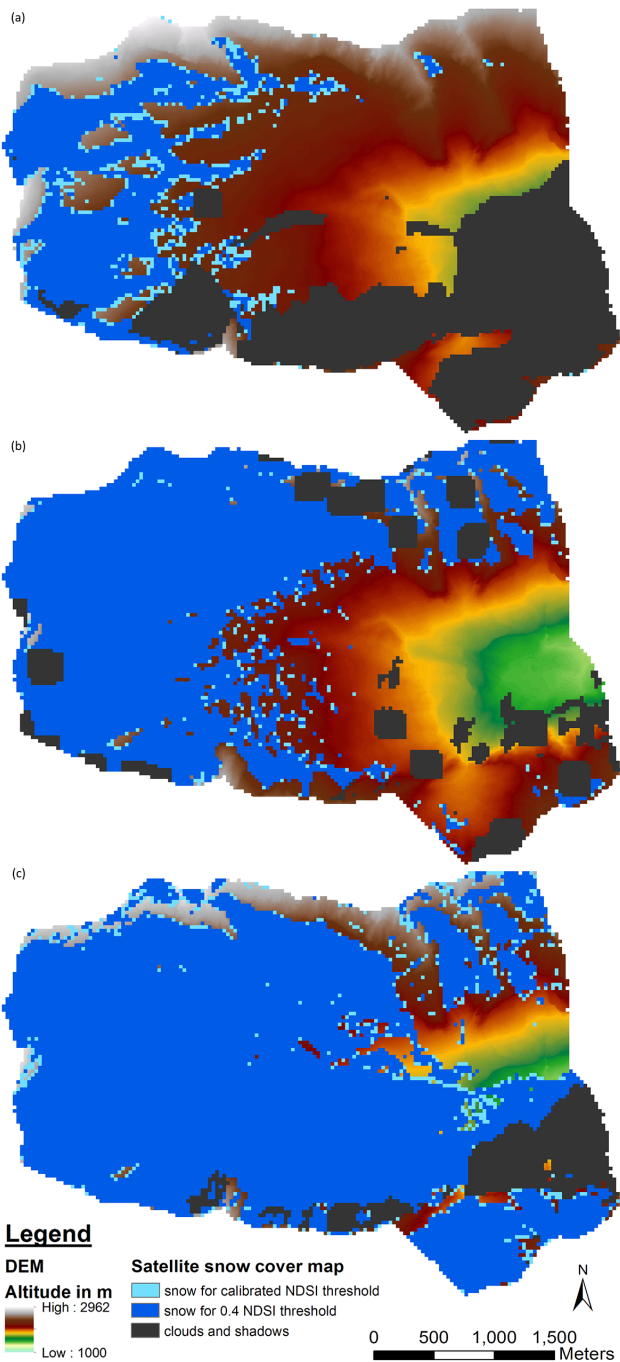 (a)
(b)
(c)
Legend
DEM
Altitude in m
High : 2962
Low : 1000
Satellite snow cover map
snow for calibrated NDSI threshold
snow for 0.4 NDSI threshold
clouds and shadows
N
0 500 1,000 1,500
Meters